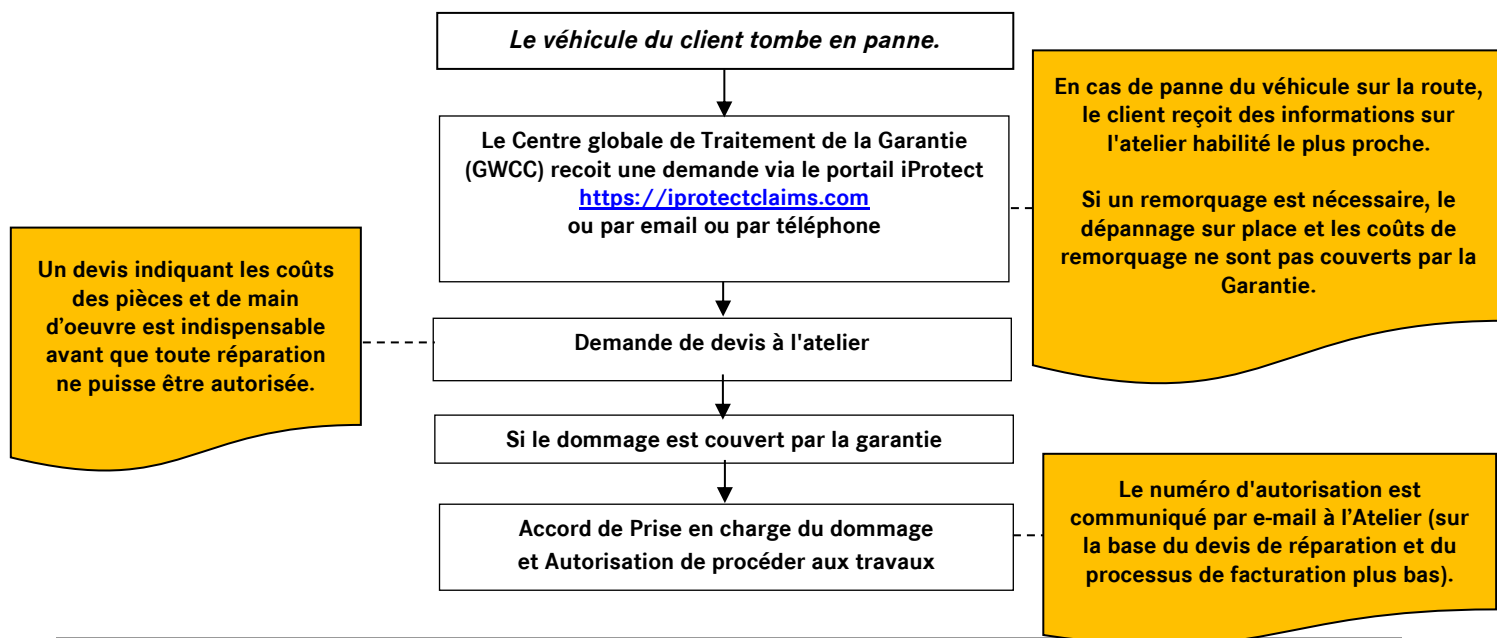 Le véhicule du client tombe en panne.
En cas de panne du véhicule sur la route,
le client reçoit des informations sur
l'atelier habilité le plus proche.
Si un remorquage est nécessaire, le
dépannage sur place et les coûts de
remorquage ne sont pas couverts par la
Garantie.
Le Centre globale de Traitement de la Garantie
(GWCC) recoit une demande via le portail iProtect
https://iprotectclaims.com
ou par email ou par téléphone
Un devis indiquant les coûts
des pièces et de main
d’oeuvre est indispensable
avant que toute réparation
ne puisse être autorisée.
Demande de devis à l'atelier
Si le dommage est couvert par la garantie
Accord de Prise en charge du dommage
et Autorisation de procéder aux travaux
Le numéro d'autorisation est
communiqué par e-mail à l’Atelier (sur
la base du devis de réparation et du
processus de facturation plus bas).